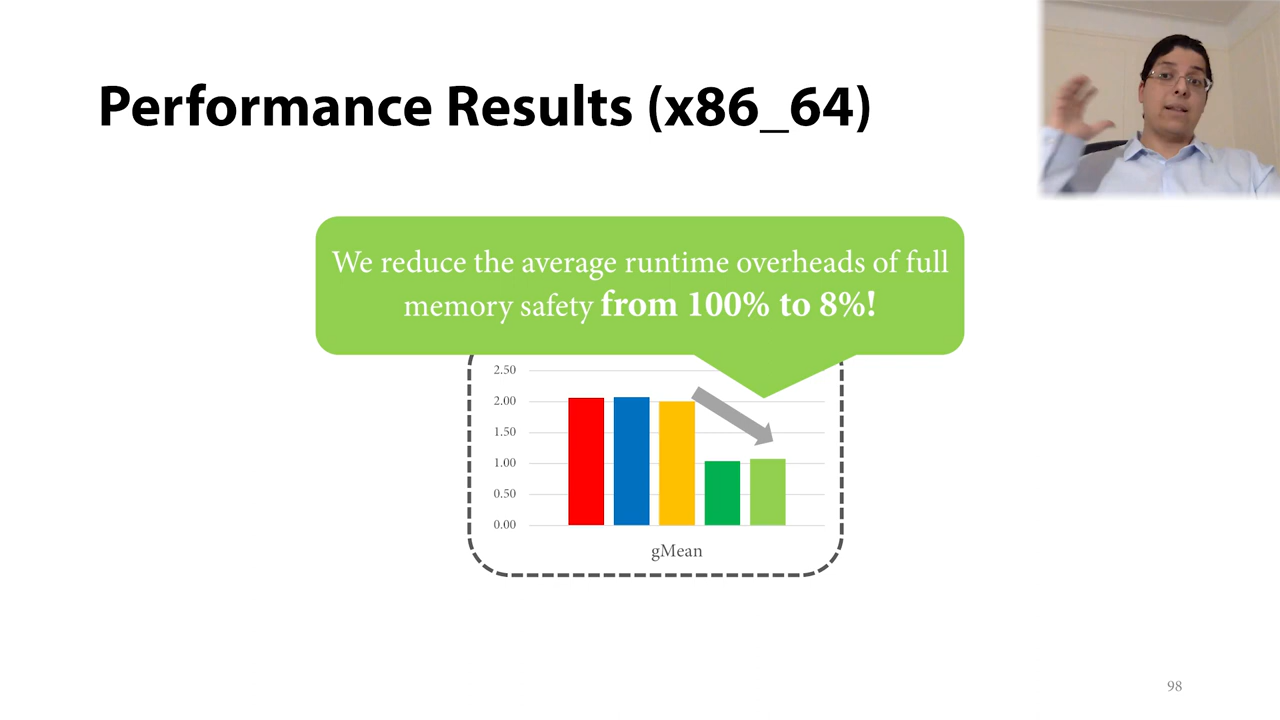 Performance Results (x86_64)
We reduce the average runtime overheads of full
memory safety from 100% to 8%!
2.50
2.00
1.50
1.00
0.50
0.00
gMean
98